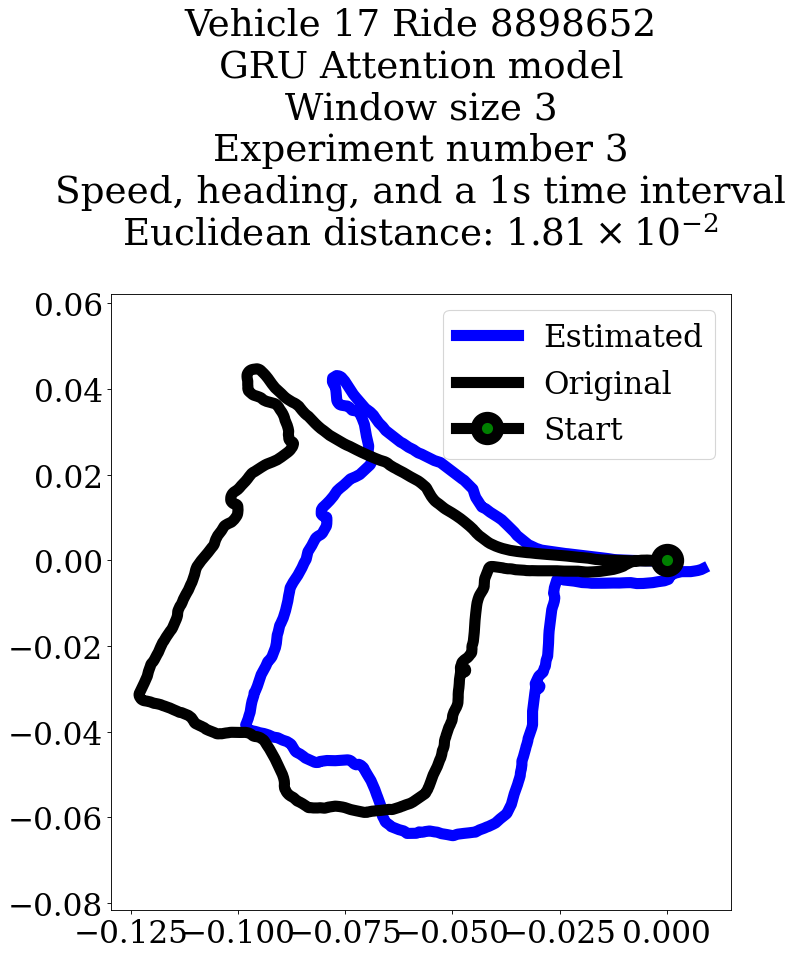 Vehicle 17 Ride 8898652
GRU Attention model
Window size 3
Experiment number 3
Speed, heading, and a 1s time interval
Euclidean distance: 1.81 × 10⁻²
Estimated
Original
Start
0.06
0.04
0.02
0.00
−0.02
−0.04
−0.06
−0.08
−0.125 −0.100 −0.075 −0.050 −0.025 0.000